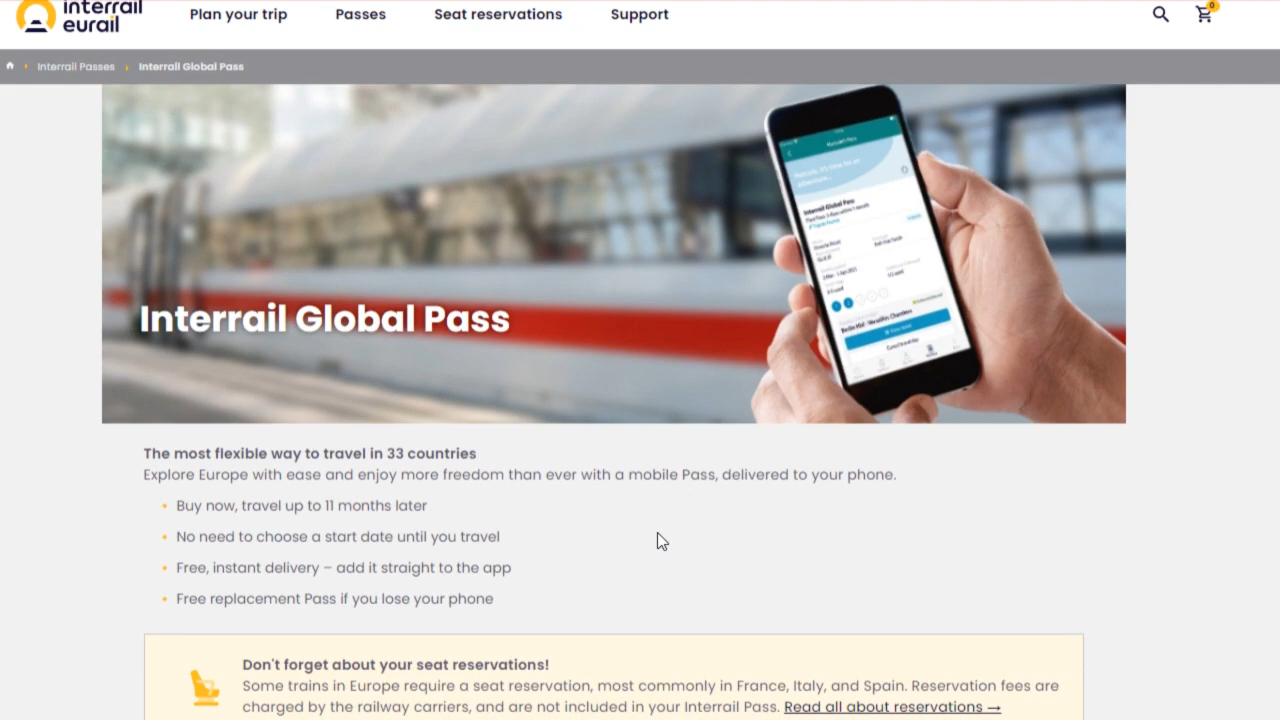 interrail
eurail
Plan your trip
Passes
Seat reservations
Support
0
Interrail Passes
Interrail Global Pass
Interrail Global Pass
Interrail Global Pass
The most flexible way to travel in 33 countries
Explore Europe with ease and enjoy more freedom than ever with a mobile Pass, delivered to your phone.
• Buy now, travel up to 11 months later
• No need to choose a start date until you travel
• Free, instant delivery – add it straight to the app
• Free replacement Pass if you lose your phone
Don't forget about your seat reservations!
Some trains in Europe require a seat reservation, most commonly in France, Italy, and Spain. Reservation fees are
charged by the railway carriers, and are not included in your Interrail Pass. Read all about reservations →